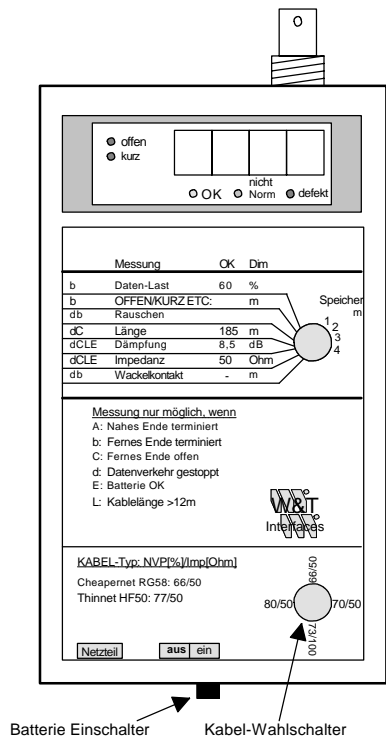 offen
kurz
OK
nicht Norm
defekt
Messung OK Dim
b Daten-Last 60 %
b OFFEN/KURZ ETC: m
db Rauschen
dC Länge 185 m
dCLE Dämpfung 8,5 dB
dCLE Impedanz 50 Ohm
db Wackelkontakt - m
Speicher
m
1
2
3
4
Messung nur möglich, wenn
A: Nahes Ende terminiert
b: Fernes Ende terminiert
C: Fernes Ende offen
d: Datenverkehr gestoppt
E: Batterie OK
L: Kablelänge >12m
W&T
Interfaces
KABEL-Typ: NVP[%]/Imp[Ohm]
Cheapernet RG58: 66/50
Thinnet HF50: 77/50
05/99
80/50
70/50
73/100
Netzteil
aus ein
Batterie Einschalter
Kabel-Wahlschalter